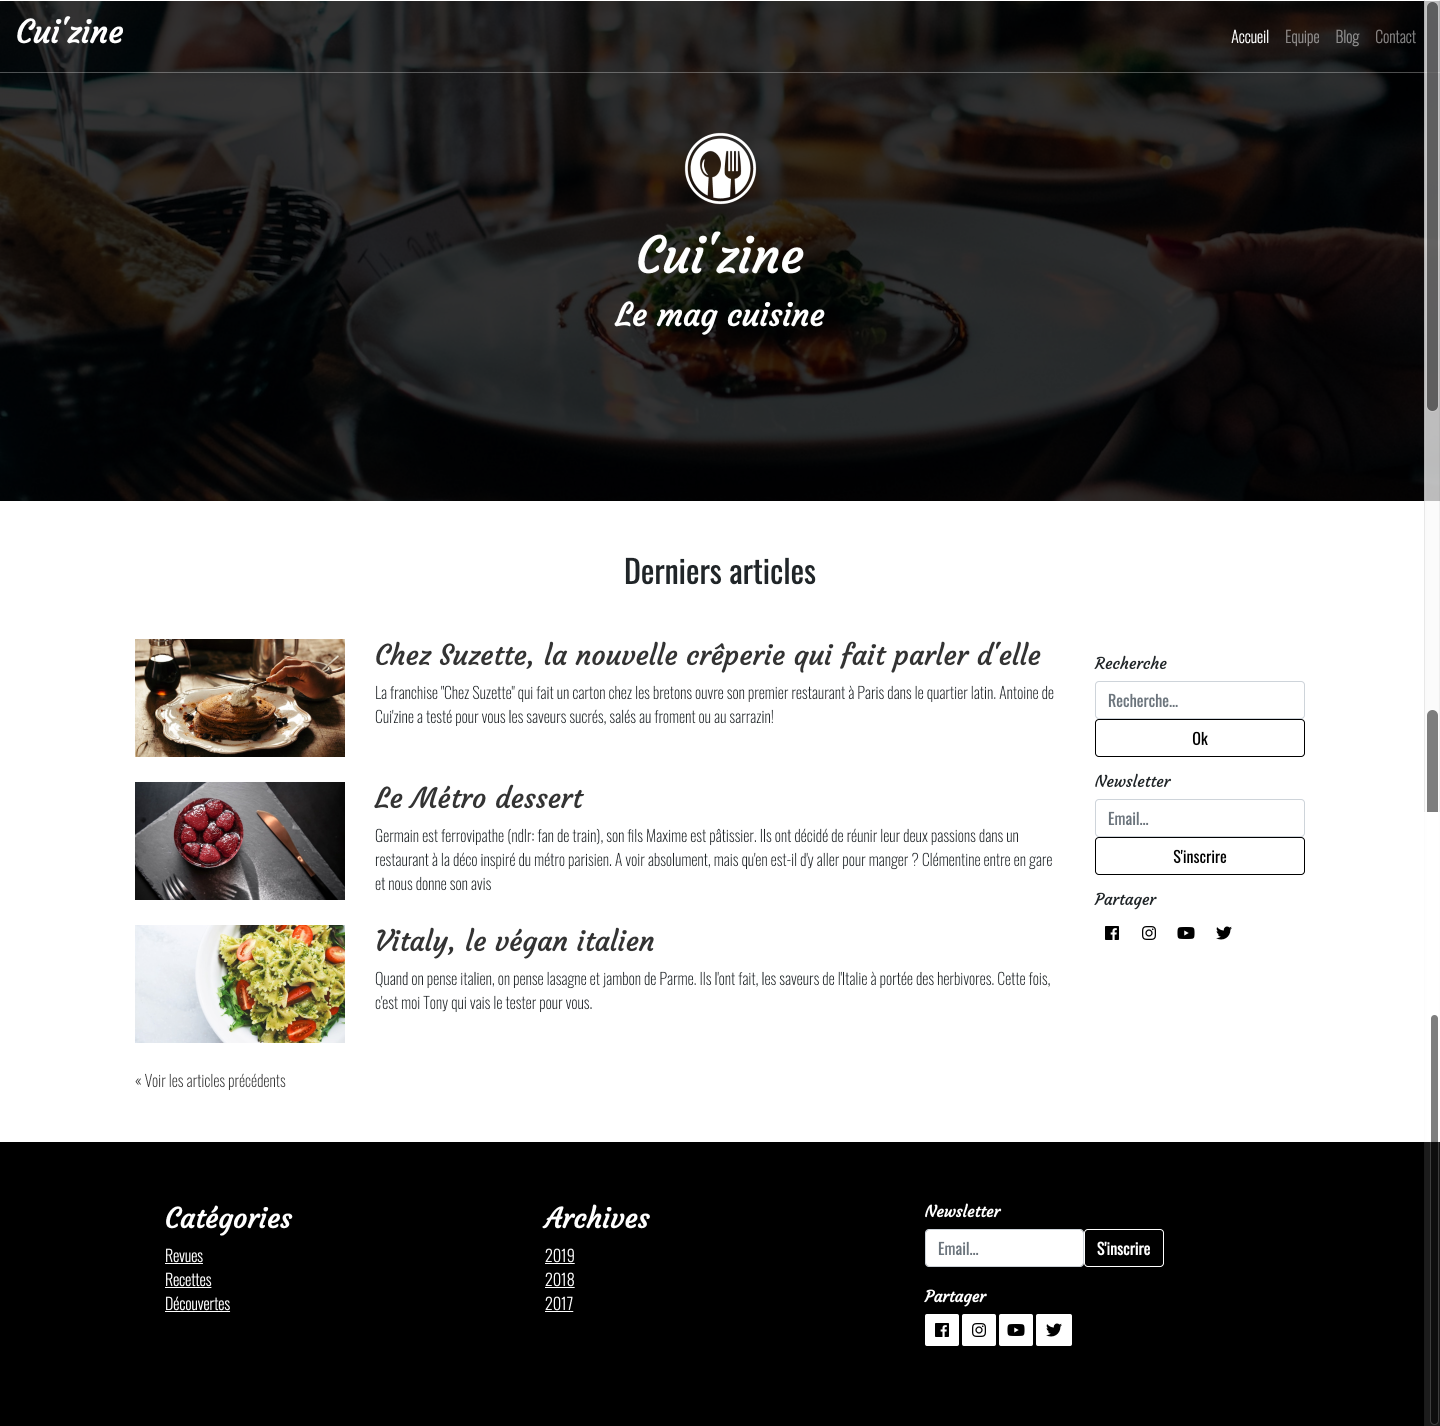 Cui'zine
Accueil Equipe Blog Contact
Cui'zine
Le mag cuisine
Derniers articles
Chez Suzette, la nouvelle crêperie qui fait parler d'elle
La franchise "Chez Suzette" qui fait un carton chez les bretons ouvre son premier restaurant à Paris dans le quartier latin. Antoine de
Cui'zine a testé pour vous les saveurs sucrés, salés au froment ou au sarrazin!
Le Métro dessert
Germain est ferrovipathe (ndlr: fan de train), son fils Maxime est pâtissier. Ils ont décidé de réunir leur deux passions dans un
restaurant à la déco inspiré du métro parisien. A voir absolument, mais qu'en est-il d'y aller pour manger ? Clémentine entre en gare
et nous donne son avis
Vitaly, le végan italien
Quand on pense italien, on pense lasagne et jambon de Parme. Ils l'ont fait, les saveurs de l'Italie à portée des herbivores. Cette fois,
c'est moi Tony qui vais le tester pour vous.
« Voir les articles précédents
Recherche
Recherche...
Ok
Newsletter
Email...
S'inscrire
Partager
Catégories
Revues
Recettes
Découvertes
Archives
2019
2018
2017
Newsletter
Email...
S'inscrire
Partager